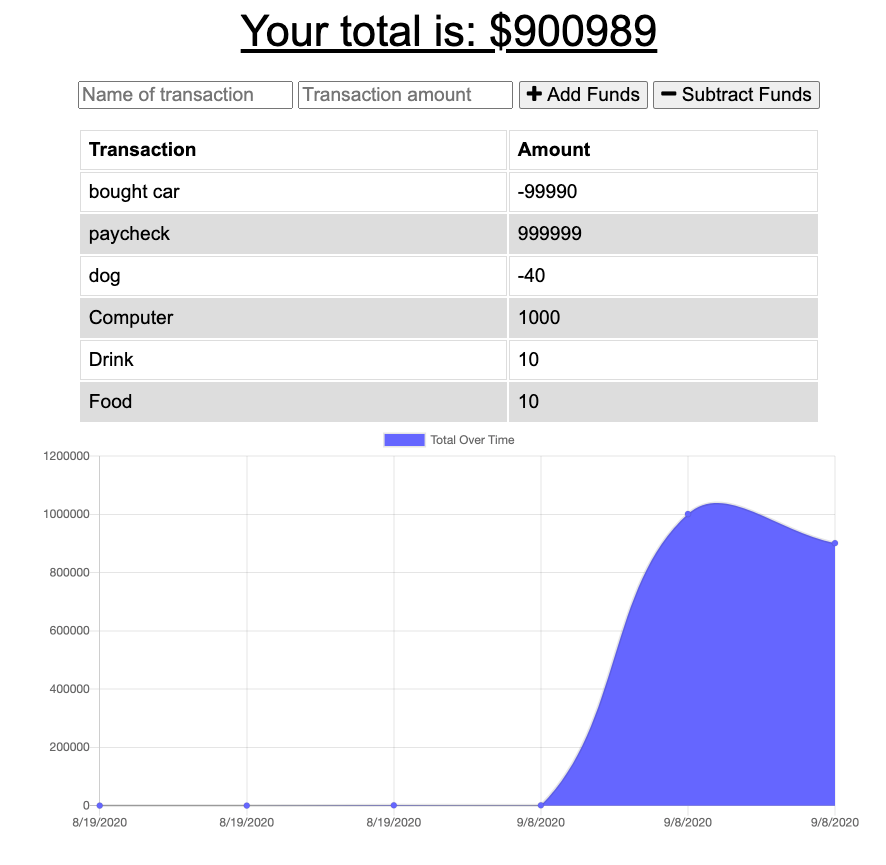 Your total is: $900989
Name of transaction Transaction amount + Add Funds − Subtract Funds
Transaction Amount
bought car -99990
paycheck 999999
dog -40
Computer 1000
Drink 10
Food 10
Total Over Time
1200000
1000000
800000
600000
400000
200000
0
8/19/2020 8/19/2020 8/19/2020 9/8/2020 9/8/2020 9/8/2020